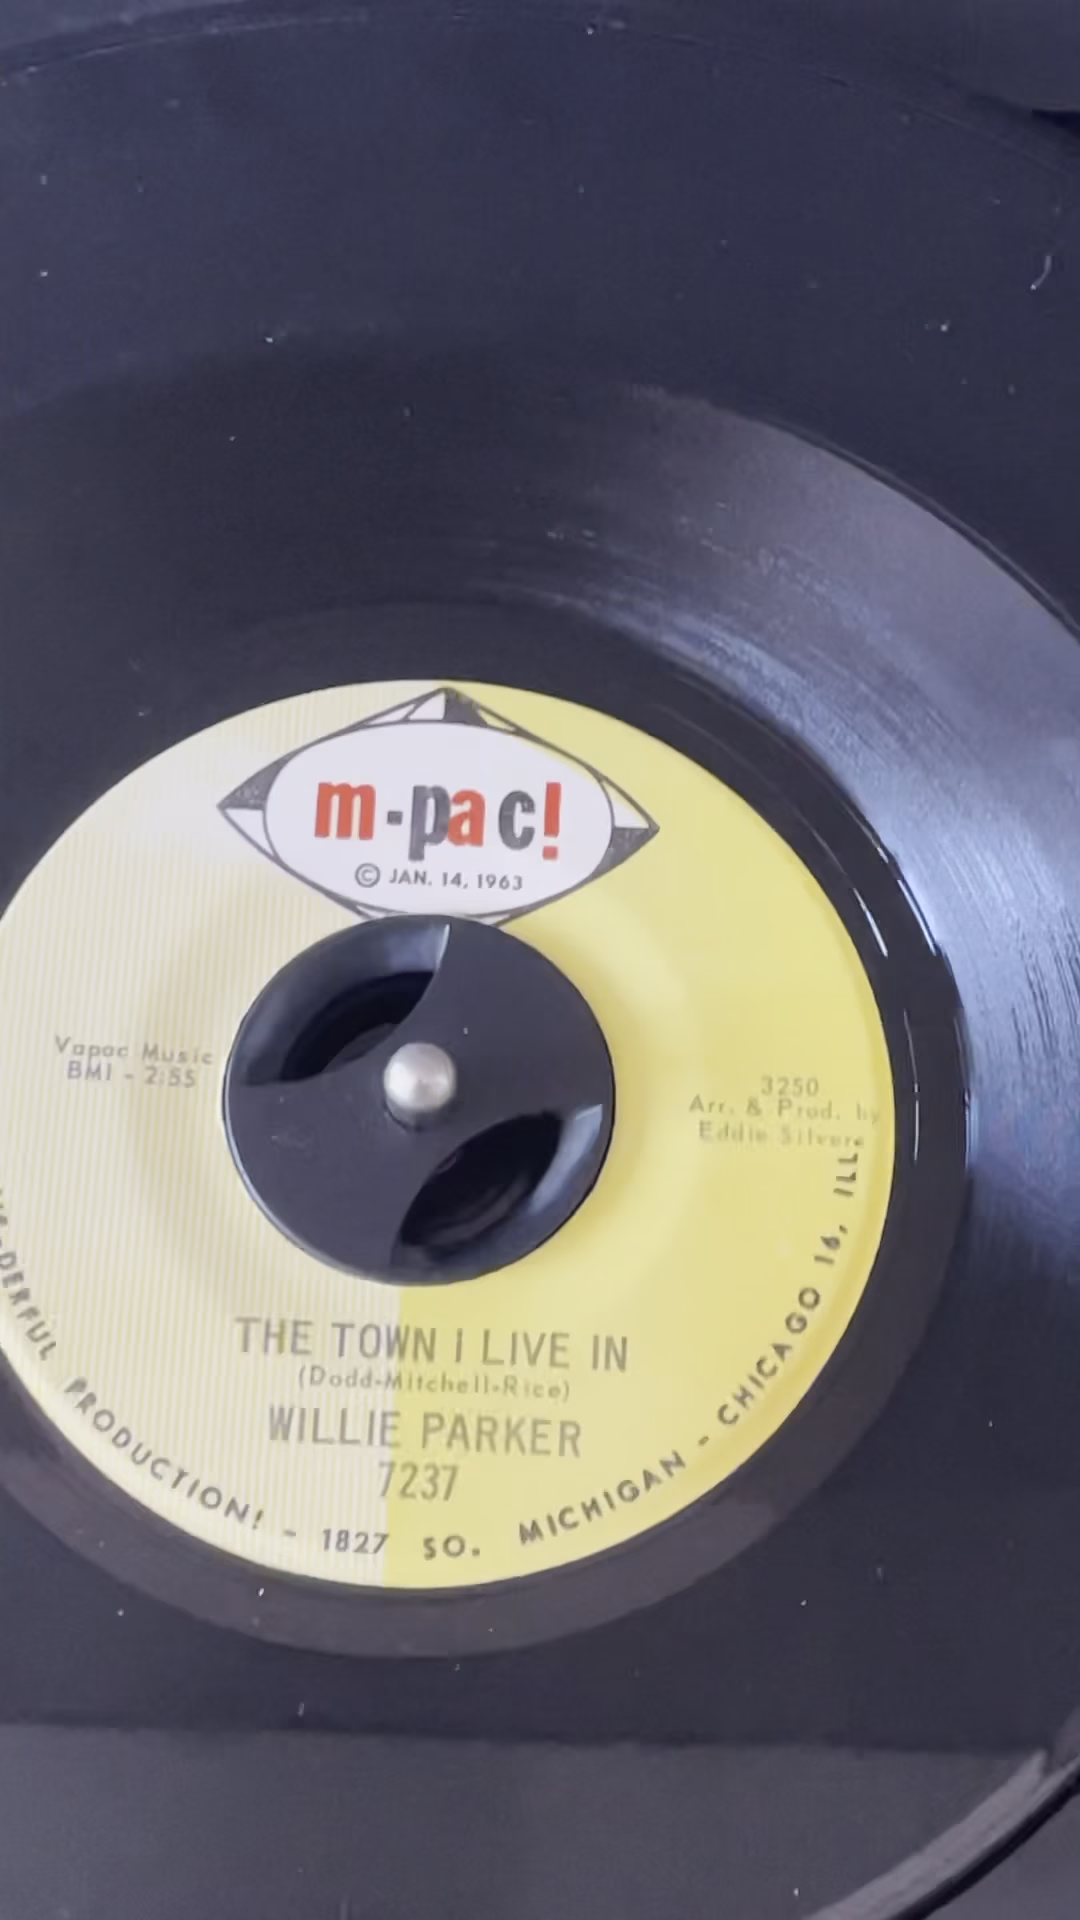 m-pac!
© JAN. 14, 1963
Vapac Music
BMI - 2:55
3250
Arr. & Prod. by
Eddie Silvers
THE TOWN I LIVE IN
(Dodd-Mitchell-Rice)
WILLIE PARKER
7237
-DERFUL PRODUCTION! - 1827 SO. MICHIGAN - CHICAGO 16, ILL.